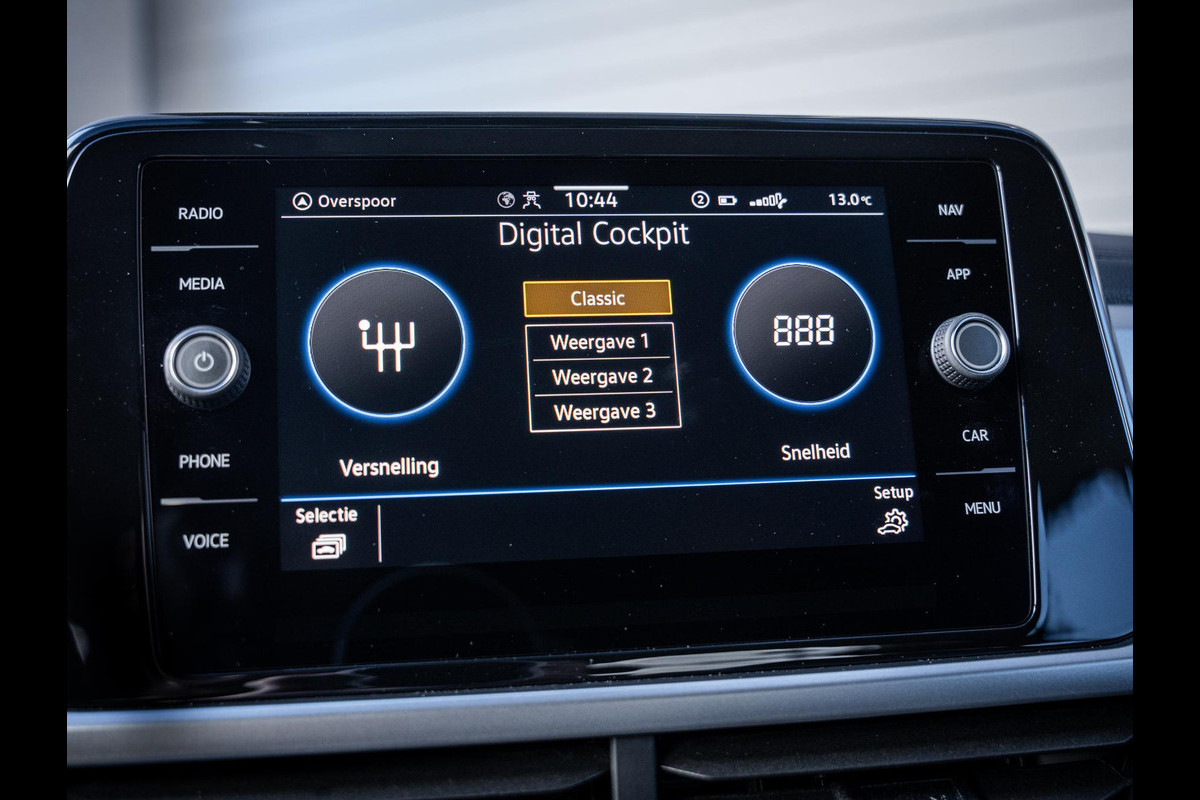 RADIO
MEDIA
PHONE
VOICE
Overspoor
10:44
2
13.0°C
Digital Cockpit
Classic
Weergave 1
Weergave 2
Weergave 3
888
Versnelling
Snelheid
Selectie
Setup
NAV
APP
CAR
MENU